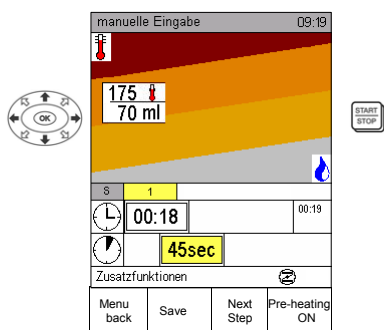 manuelle Eingabe 09:19
175
70 ml
OK
START
STOP
S 1
00:18 00:19
45sec
Zusatzfunktionen
Menu back
Save
Next Step
Pre-heating ON